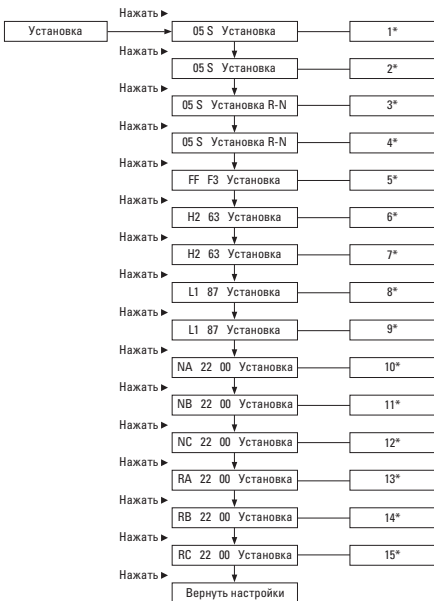 Нажать ►
Установка 05 S Установка 1*
Нажать ►
05 S Установка 2*
Нажать ►
05 S Установка R-N 3*
Нажать ►
05 S Установка R-N 4*
Нажать ►
FF F3 Установка 5*
Нажать ►
H2 63 Установка 6*
Нажать ►
H2 63 Установка 7*
Нажать ►
L1 87 Установка 8*
Нажать ►
L1 87 Установка 9*
Нажать ►
NA 22 00 Установка 10*
Нажать ►
NB 22 00 Установка 11*
Нажать ►
NC 22 00 Установка 12*
Нажать ►
RA 22 00 Установка 13*
Нажать ►
RB 22 00 Установка 14*
Нажать ►
RC 22 00 Установка 15*
Нажать ►
Вернуть настройки